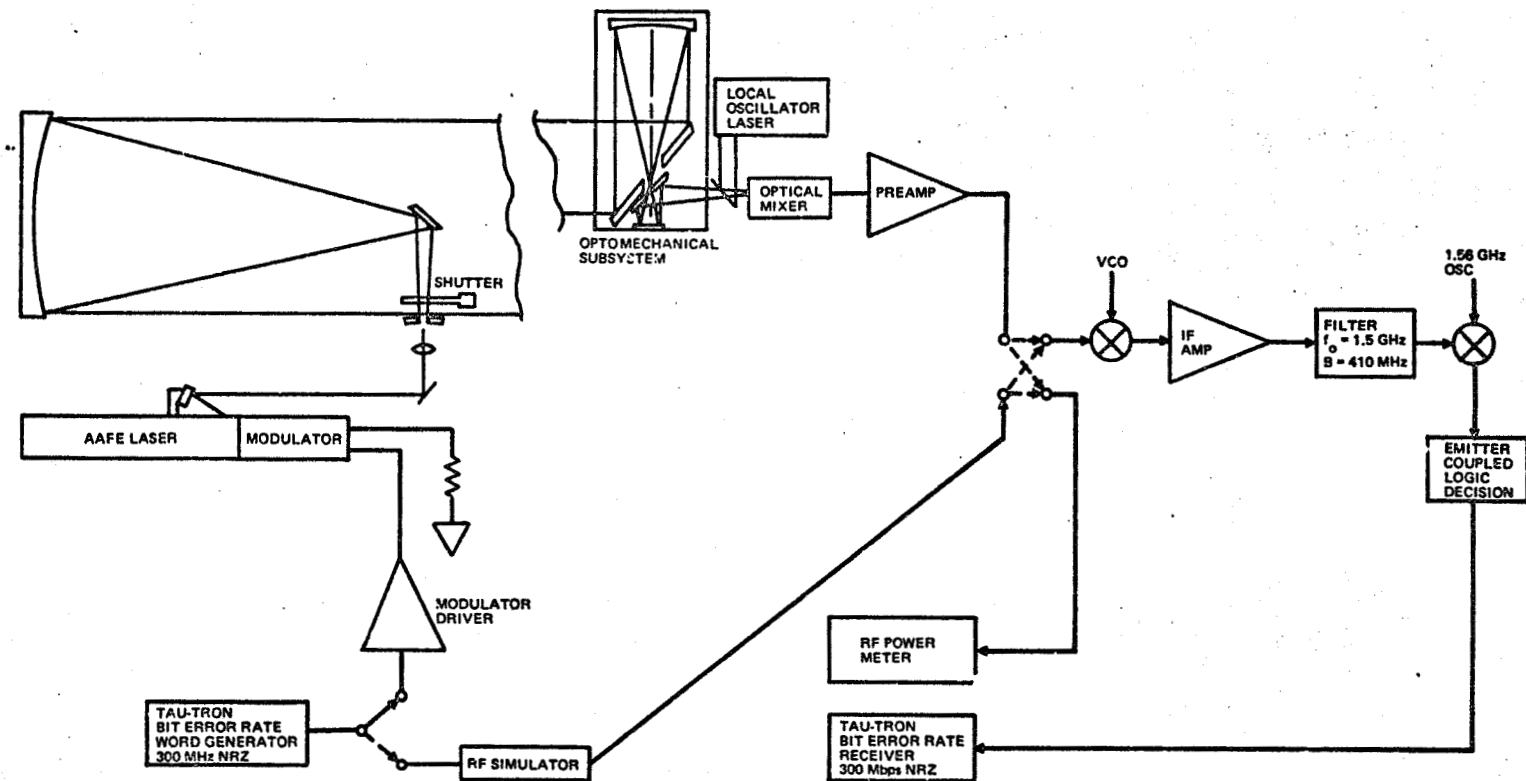 LOCAL
OSCILLATOR
LASER
OPTICAL
MIXER
PREAMP
OPTOMECHANICAL
SUBSYSTEM
SHUTTER
VCO
1.56 GHz
OSC
IF
AMP
FILTER
f₀ = 1.5 GHz
B = 410 MHz
AAFE LASER
MODULATOR
EMITTER
COUPLED
LOGIC
DECISION
MODULATOR
DRIVER
RF POWER
METER
TAU-TRON
BIT ERROR RATE
WORD GENERATOR
300 MHz NRZ
RF SIMULATOR
TAU-TRON
BIT ERROR RATE
RECEIVER
300 Mbps NRZ